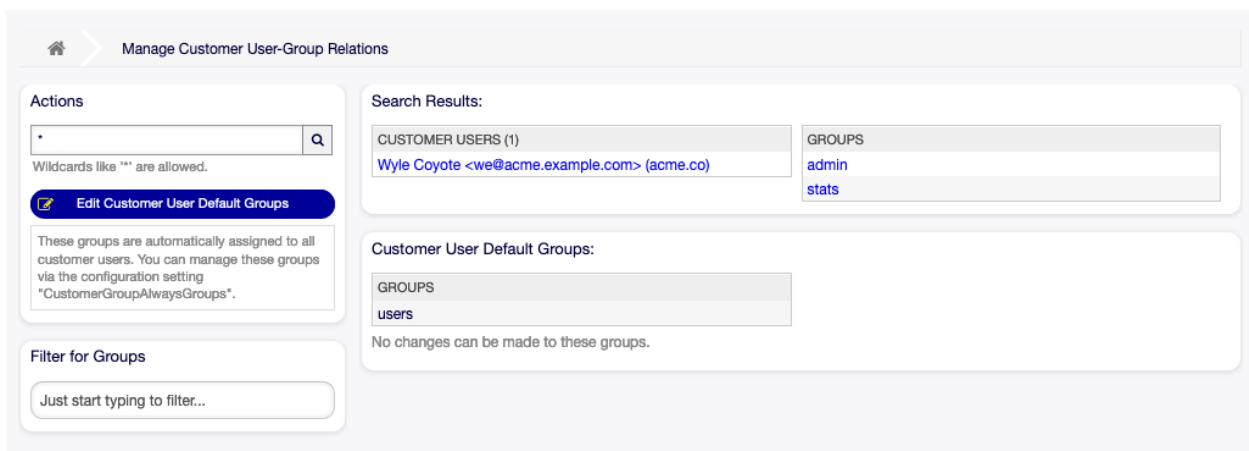 Manage Customer User-Group Relations
Actions
*
Wildcards like '*' are allowed.
Edit Customer User Default Groups
These groups are automatically assigned to all
customer users. You can manage these groups
via the configuration setting
"CustomerGroupAlwaysGroups".
Filter for Groups
Just start typing to filter...
Search Results:
CUSTOMER USERS (1)
Wyle Coyote <we@acme.example.com> (acme.co)
GROUPS
admin
stats
Customer User Default Groups:
GROUPS
users
No changes can be made to these groups.